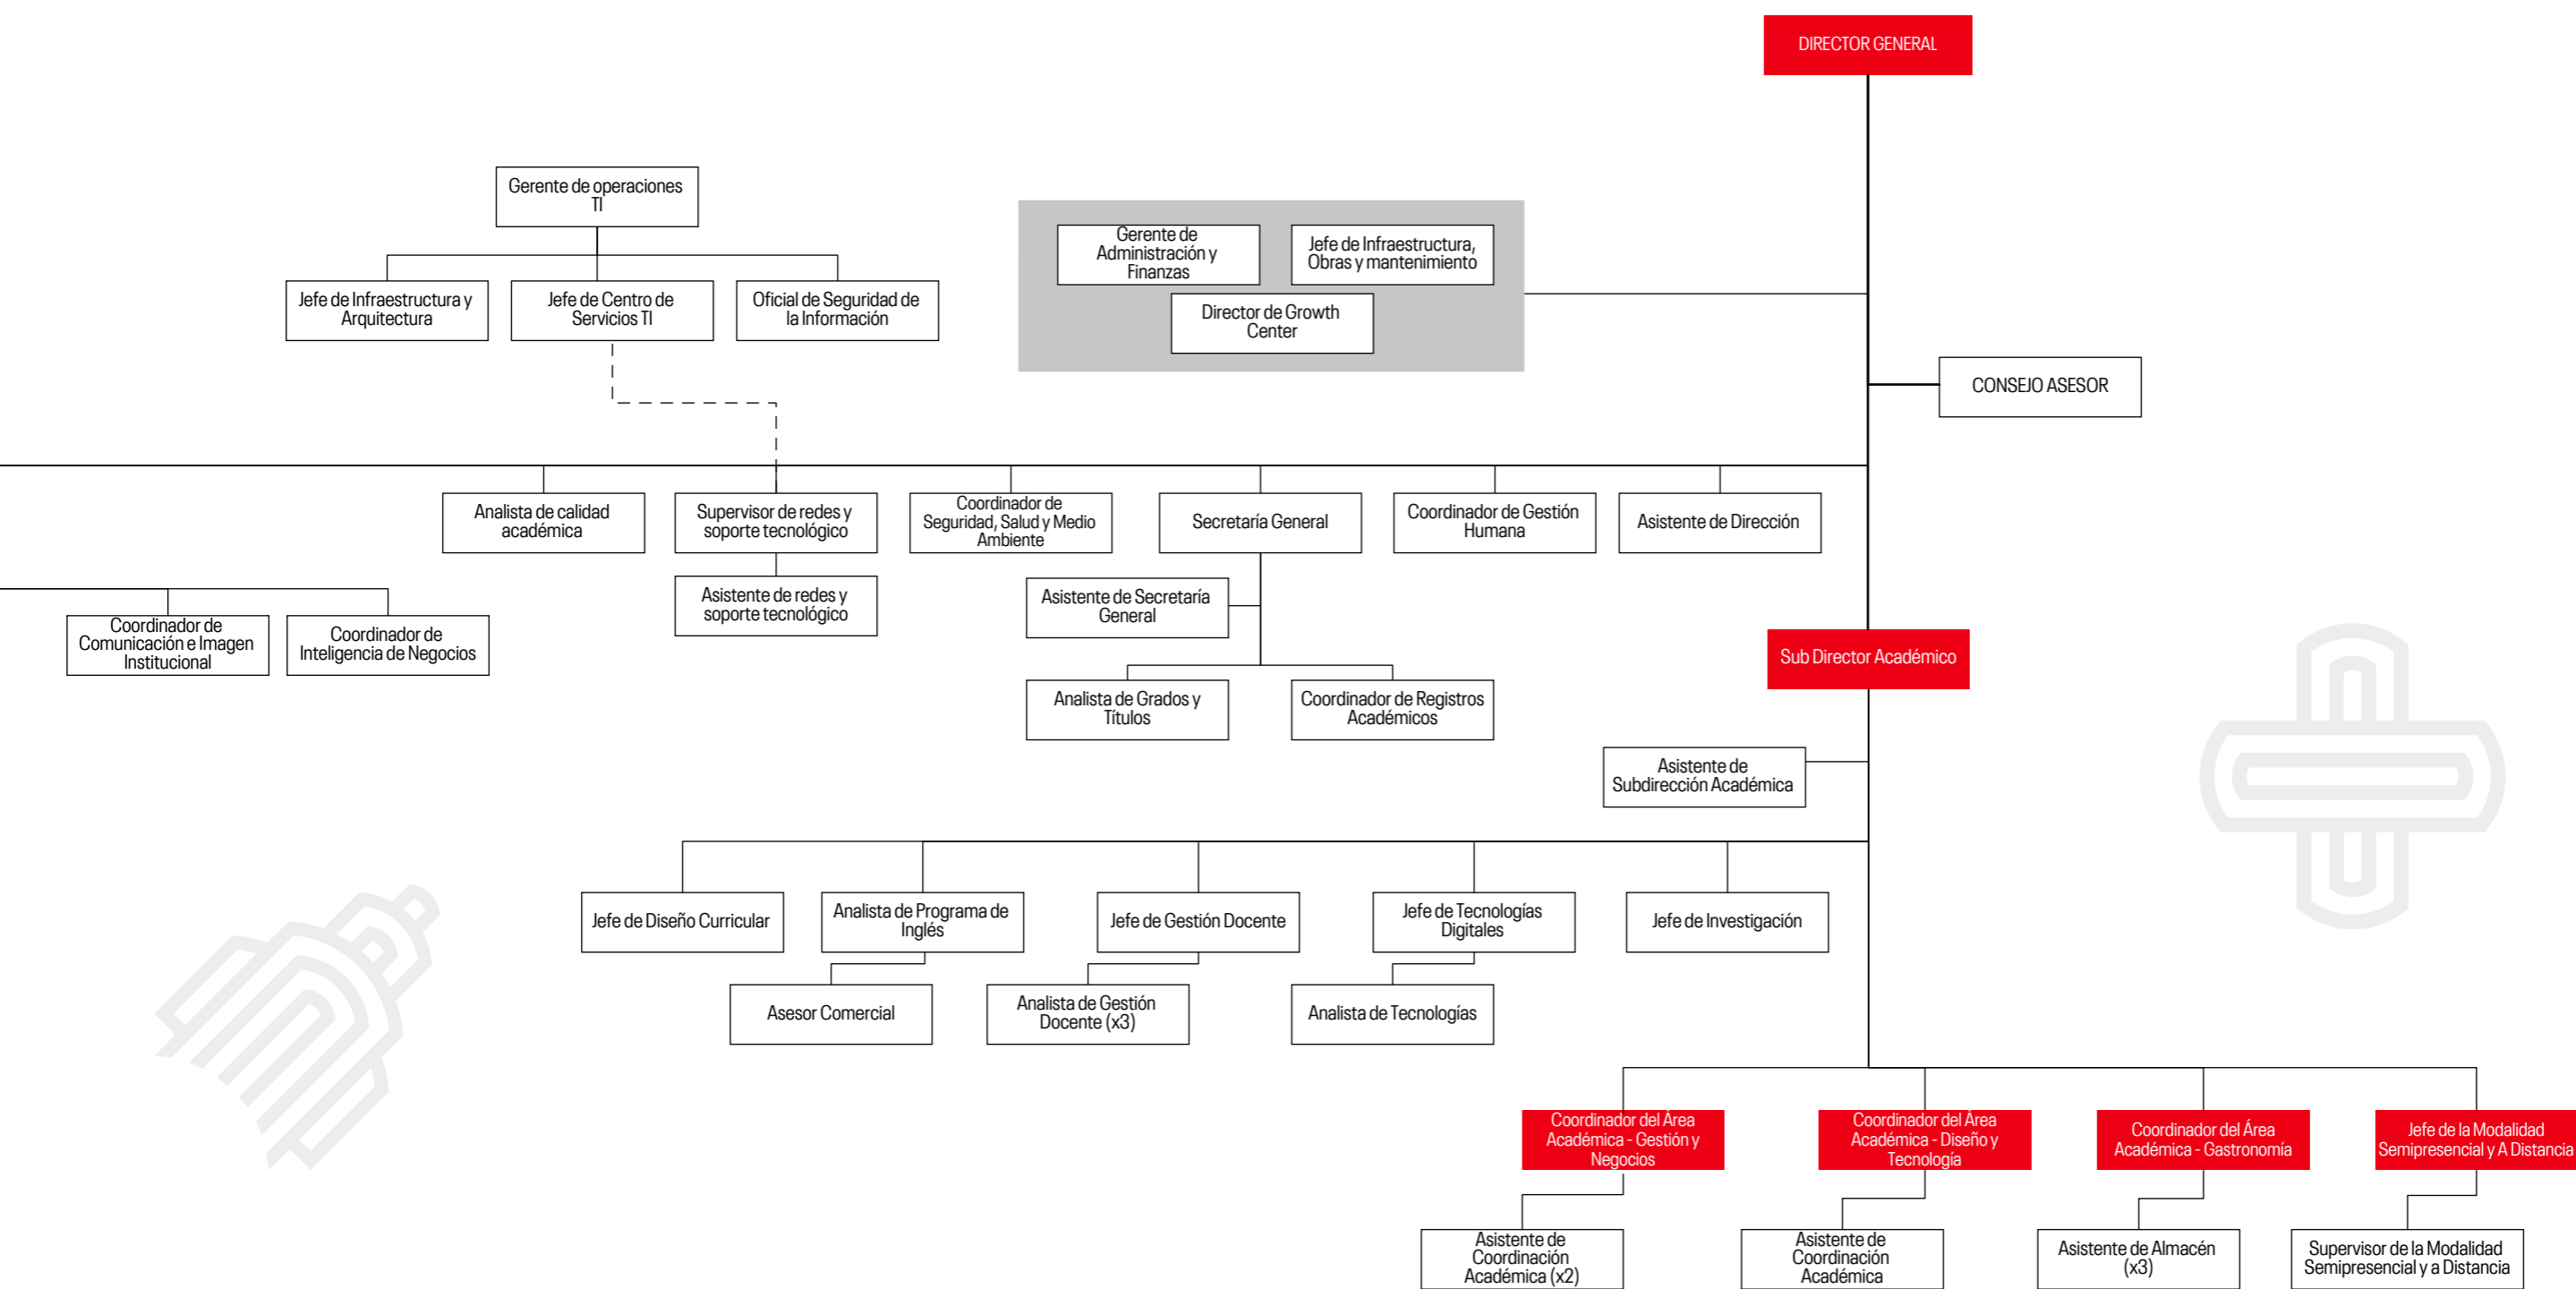 DIRECTOR GENERAL
Gerente de operaciones
TI
Gerente de
Administración y
Finanzas
Jefe de Infraestructura,
Obras y mantenimiento
Director de Growth
Center
Jefe de Infraestructura y
Arquitectura
Jefe de Centro de
Servicios TI
Oficial de Seguridad de
la Información
CONSEJO ASESOR
Analista de calidad
académica
Supervisor de redes y
soporte tecnológico
Coordinador de
Seguridad, Salud y Medio
Ambiente
Secretaría General
Coordinador de Gestión
Humana
Asistente de Dirección
Asistente de redes y
soporte tecnológico
Asistente de Secretaría
General
Coordinador de
Comunicación e Imagen
Institucional
Coordinador de
Inteligencia de Negocios
Sub Director Académico
Analista de Grados y
Títulos
Coordinador de Registros
Académicos
Asistente de
Subdirección Académica
Jefe de Diseño Curricular
Analista de Programa de
Inglés
Jefe de Gestión Docente
Jefe de Tecnologías
Digitales
Jefe de Investigación
Asesor Comercial
Analista de Gestión
Docente (x3)
Analista de Tecnologías
Coordinador del Área
Académica - Gestión y
Negocios
Coordinador del Área
Académica - Diseño y
Tecnología
Coordinador del Área
Académica - Gastronomía
Jefe de la Modalidad
Semipresencial y A Distancia
Asistente de
Coordinación
Académica (x2)
Asistente de
Coordinación
Académica
Asistente de Almacén
(x3)
Supervisor de la Modalidad
Semipresencial y a Distancia